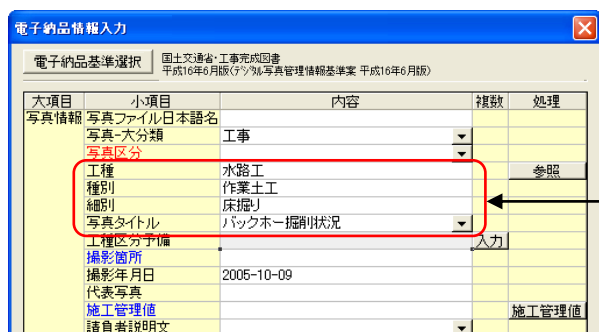 電子納品情報入力
電子納品基準選択
国土交通省・工事完成図書
平成16年6月版(デジタル写真管理情報基準案 平成16年6月版)
大項目 小項目 内容 複数 処理
写真情報 写真ファイル日本語名
写真-大分類 工事
写真区分
工種 水路工 参照
種別 作業土工
細別 床掘り
写真タイトル バックホー掘削状況
工種区分予備 入力
撮影箇所
撮影年月日 2005-10-09
代表写真
施工管理値 施工管理値
請負者説明文